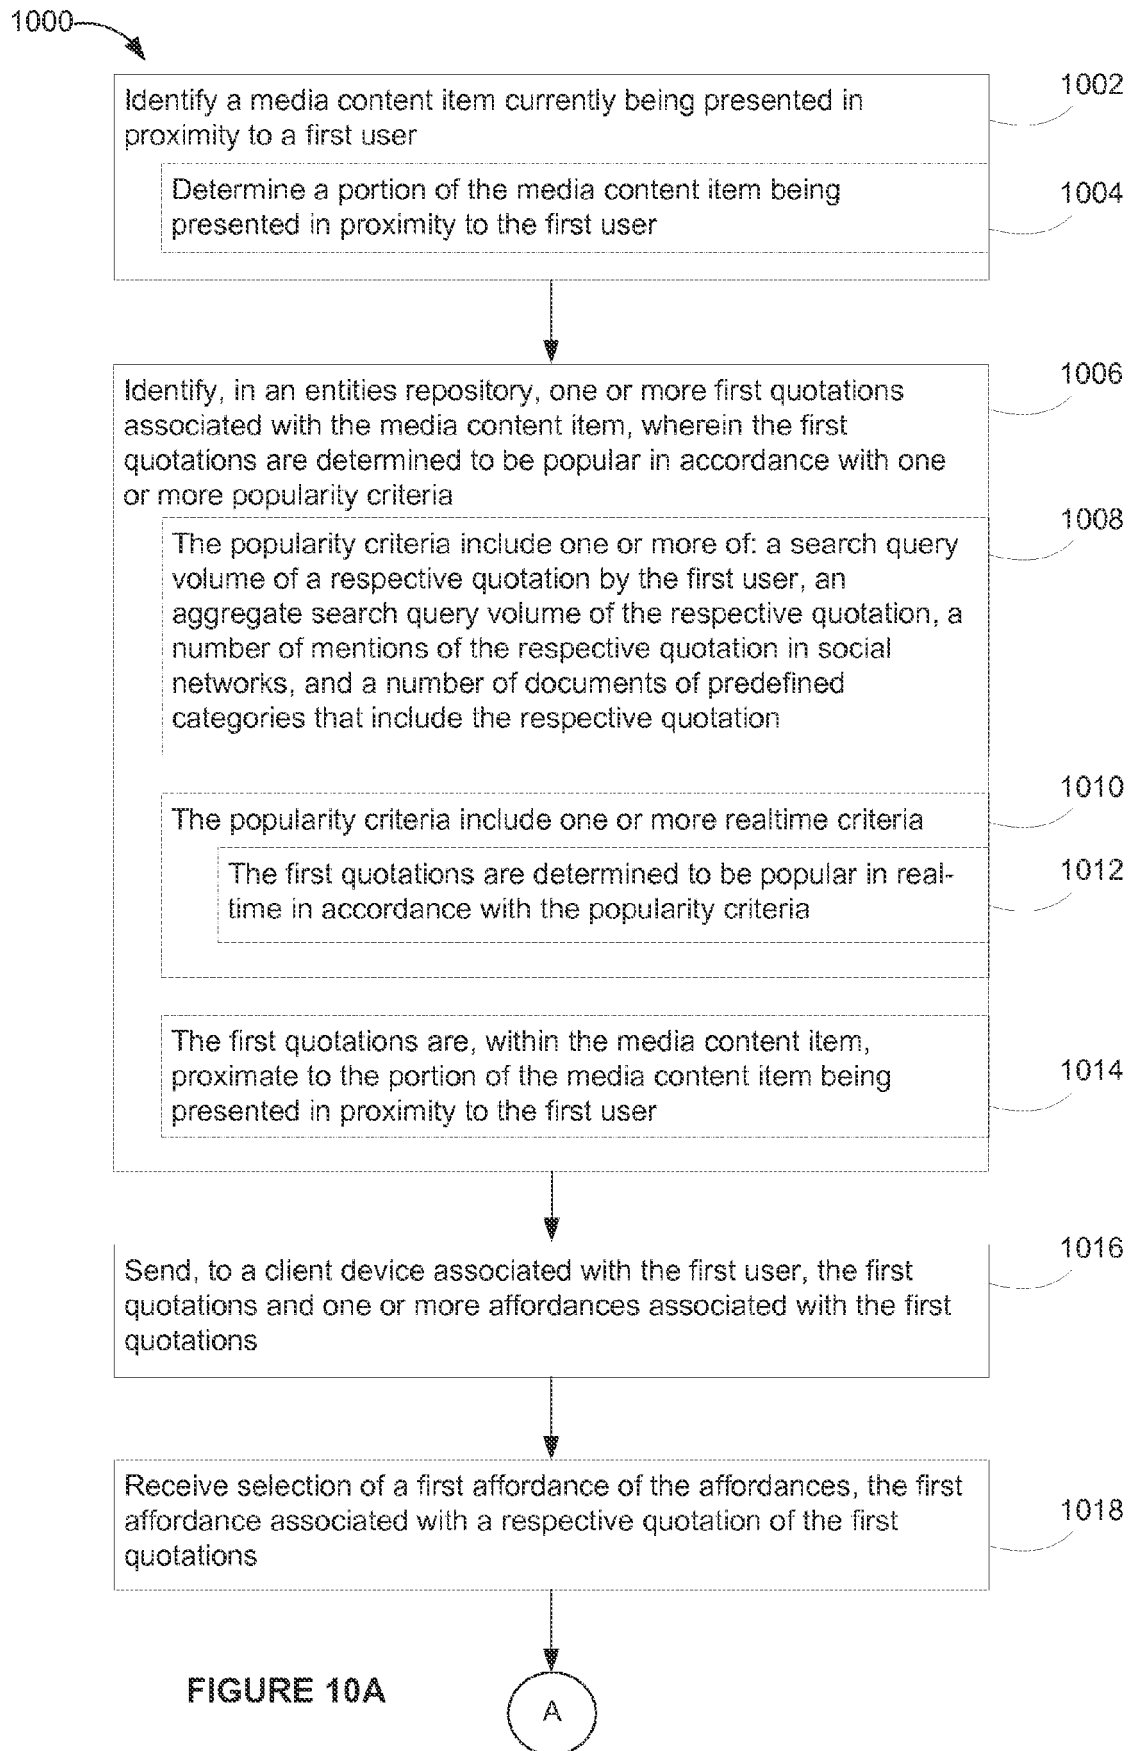 1000
Identify a media content item currently being presented in
proximity to a first user
1002
Determine a portion of the media content item being
presented in proximity to the first user
1004
Identify, in an entities repository, one or more first quotations
associated with the media content item, wherein the first
quotations are determined to be popular in accordance with one
or more popularity criteria
1006
The popularity criteria include one or more of: a search query
volume of a respective quotation by the first user, an
aggregate search query volume of the respective quotation, a
number of mentions of the respective quotation in social
networks, and a number of documents of predefined
categories that include the respective quotation
1008
The popularity criteria include one or more realtime criteria
1010
The first quotations are determined to be popular in real-
time in accordance with the popularity criteria
1012
The first quotations are, within the media content item,
proximate to the portion of the media content item being
presented in proximity to the first user
1014
Send, to a client device associated with the first user, the first
quotations and one or more affordances associated with the first
quotations
1016
Receive selection of a first affordance of the affordances, the first
affordance associated with a respective quotation of the first
quotations
1018
FIGURE 10A
A